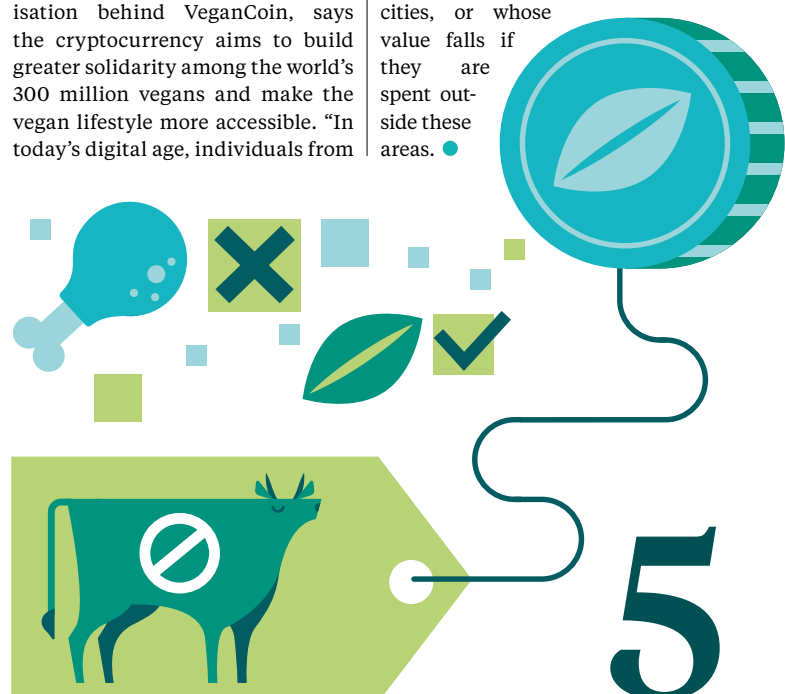 isation behind VeganCoin, says
the cryptocurrency aims to build
greater solidarity among the world’s
300 million vegans and make the
vegan lifestyle more accessible. “In
today’s digital age, individuals from
cities, or whose
value falls if
they are
spent out-
side these
areas.
5